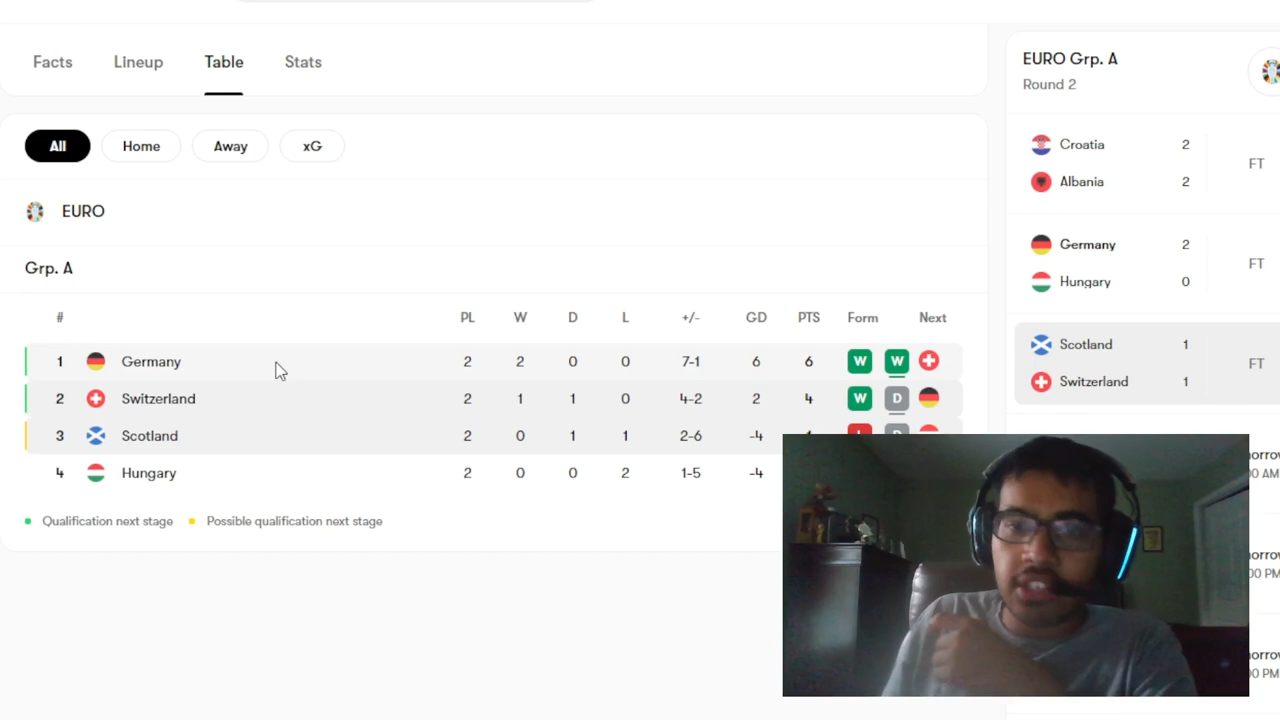 Facts Lineup Table Stats
All Home Away xG
EURO
Grp. A
# PL W D L +/- GD PTS Form Next
1 Germany 2 2 0 0 7-1 6 6 W W
2 Switzerland 2 1 1 0 4-2 2 4 W D
3 Scotland 2 0 1 1 2-6 -4
4 Hungary 2 0 0 2 1-5 -4
Qualification next stage Possible qualification next stage
EURO Grp. A
Round 2
Croatia 2
FT
Albania 2
Germany 2
FT
Hungary 0
Scotland 1
FT
Switzerland 1